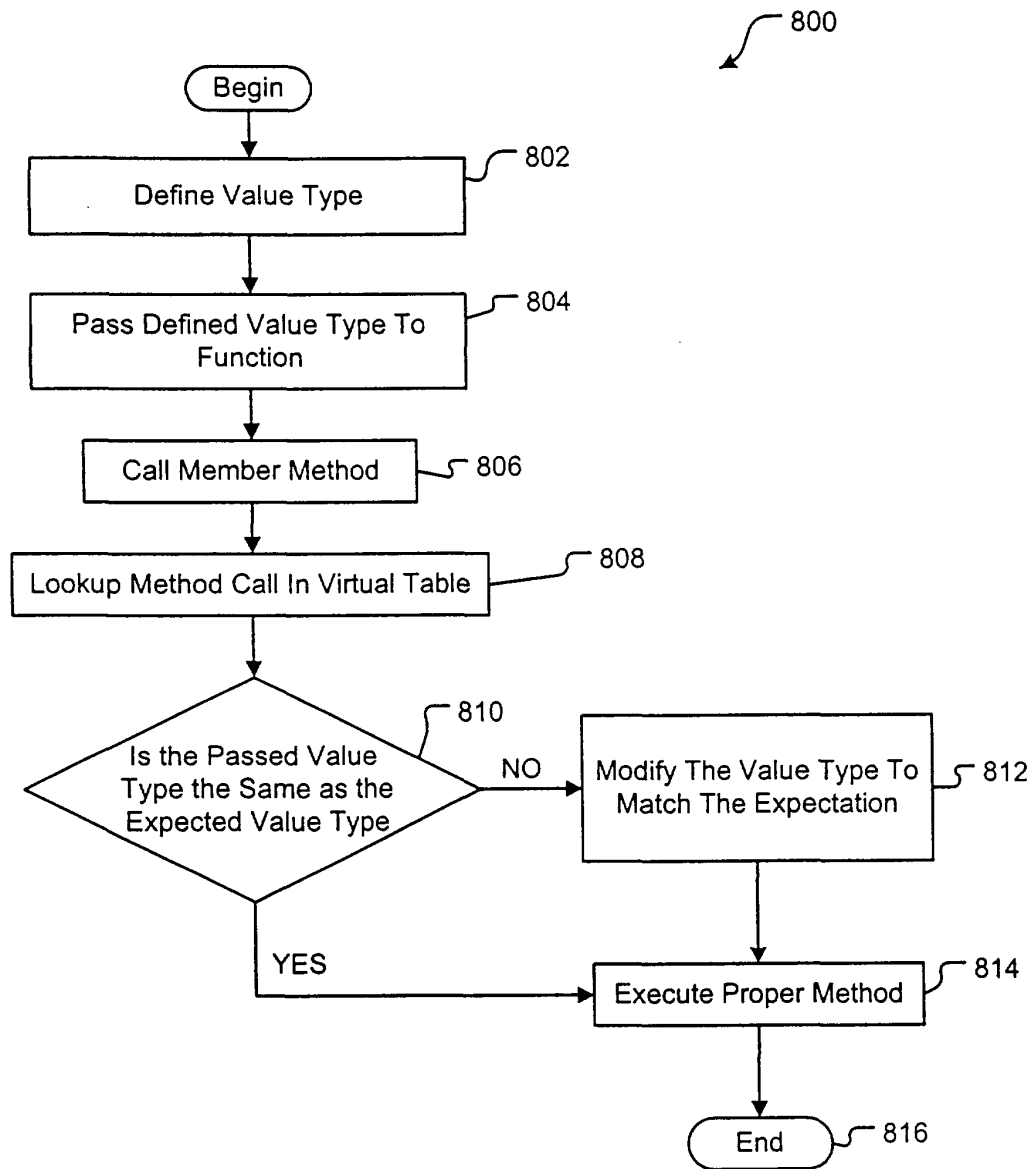 800
Begin
802
Define Value Type
804
Pass Defined Value Type To
Function
Call Member Method
806
808
Lookup Method Call In Virtual Table
810
Is the Passed Value
Type the Same as the
Expected Value Type
NO
Modify The Value Type To
Match The Expectation
812
YES
Execute Proper Method
814
End
816